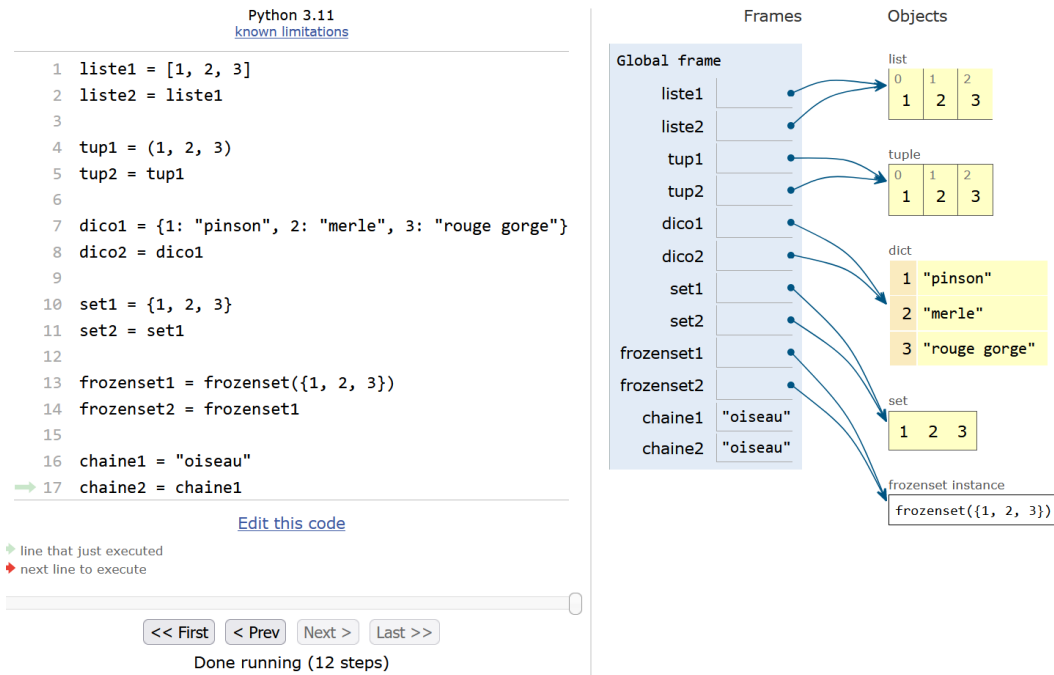 Python 3.11
known limitations
1 liste1 = [1, 2, 3]
2 liste2 = liste1
3
4 tup1 = (1, 2, 3)
5 tup2 = tup1
6
7 dico1 = {1: "pinson", 2: "merle", 3: "rouge gorge"}
8 dico2 = dico1
9
10 set1 = {1, 2, 3}
11 set2 = set1
12
13 frozenset1 = frozenset({1, 2, 3})
14 frozenset2 = frozenset1
15
16 chaine1 = "oiseau"
17 chaine2 = chaine1
Edit this code
line that just executed
next line to execute
<< First < Prev Next > Last >>
Done running (12 steps)
Frames Objects
Global frame
liste1
liste2
tup1
tup2
dico1
dico2
set1
set2
frozenset1
frozenset2
chaine1 "oiseau"
chaine2 "oiseau"
list
0 1 2
1 2 3
tuple
0 1 2
1 2 3
dict
1 "pinson"
2 "merle"
3 "rouge gorge"
set
1 2 3
frozenset instance
frozenset({1, 2, 3})